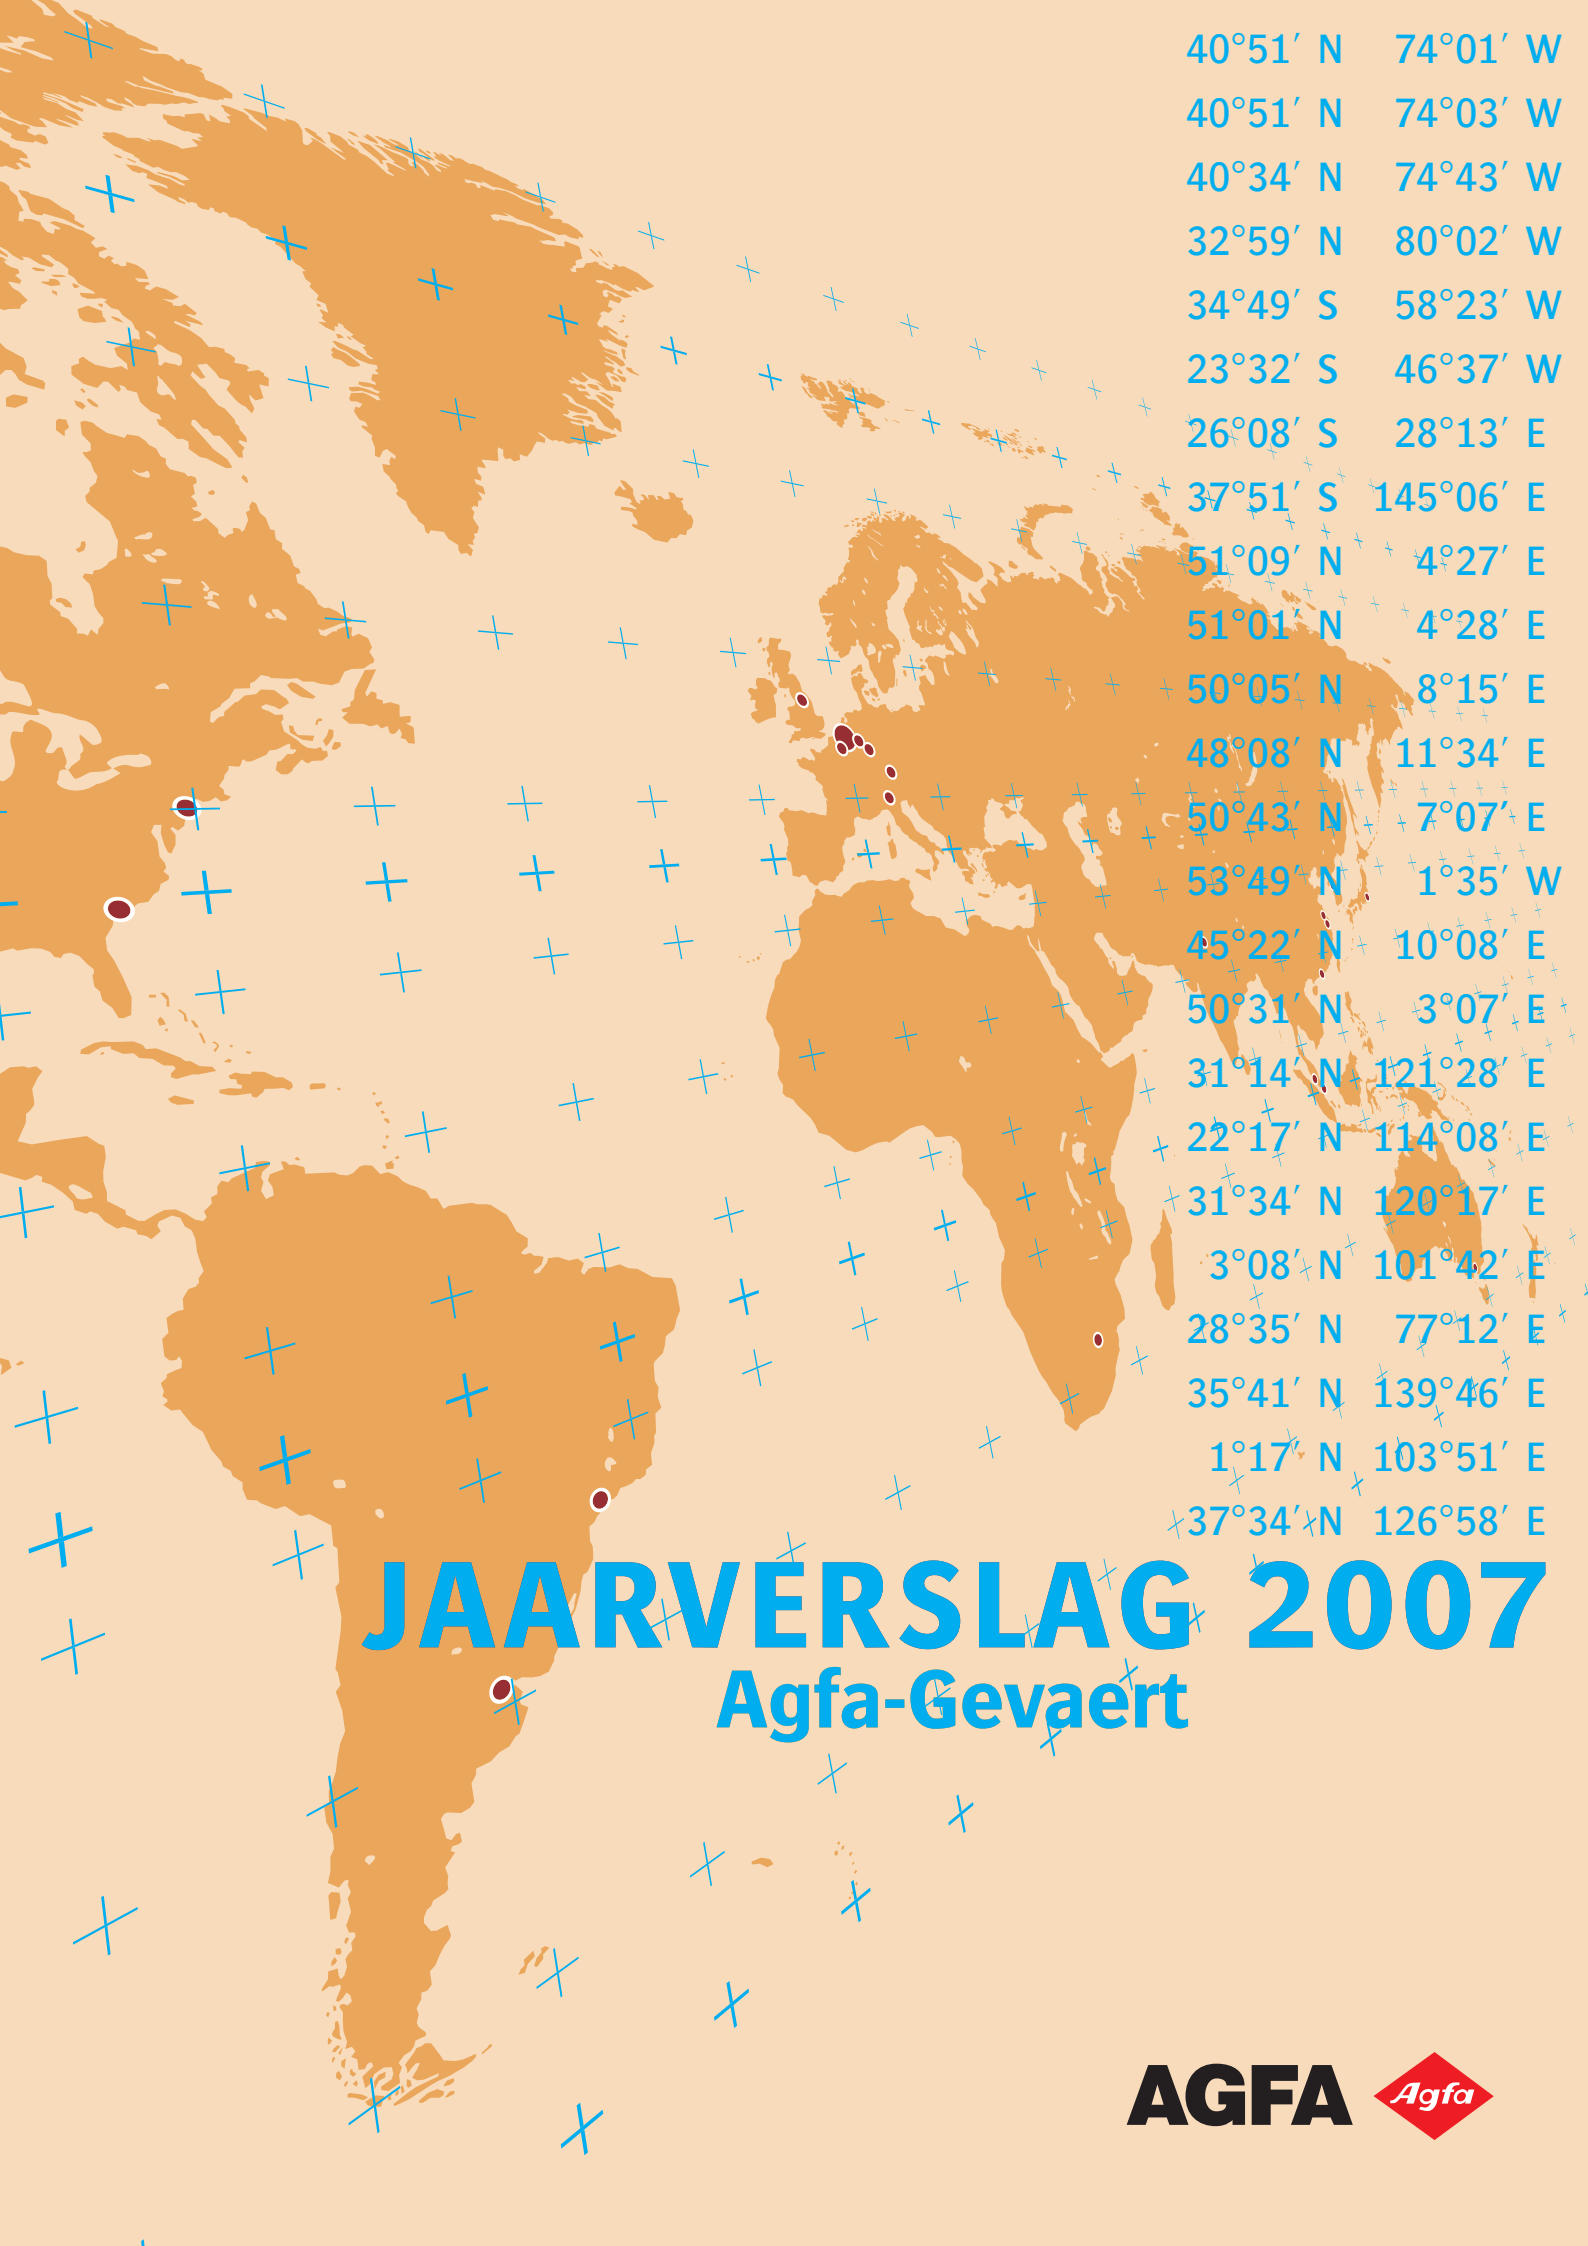 40°51′ N 74°01′ W
40°51′ N 74°03′ W
40°34′ N 74°43′ W
32°59′ N 80°02′ W
34°49′ S 58°23′ W
23°32′ S 46°37′ W
26°08′ S 28°13′ E
37°51′ S 145°06′ E
51°09′ N 4°27′ E
51°01′ N 4°28′ E
50°05′ N 8°15′ E
48°08′ N 11°34′ E
50°43′ N 7°07′ E
53°49′ N 1°35′ W
45°22′ N 10°08′ E
50°31′ N 3°07′ E
31°14′ N 121°28′ E
22°17′ N 114°08′ E
31°34′ N 120°17′ E
3°08′ N 101°42′ E
28°35′ N 77°12′ E
35°41′ N 139°46′ E
1°17′ N 103°51′ E
37°34′ N 126°58′ E
JAARVERSLAG 2007
Agfa-Gevaert
AGFA Agfa